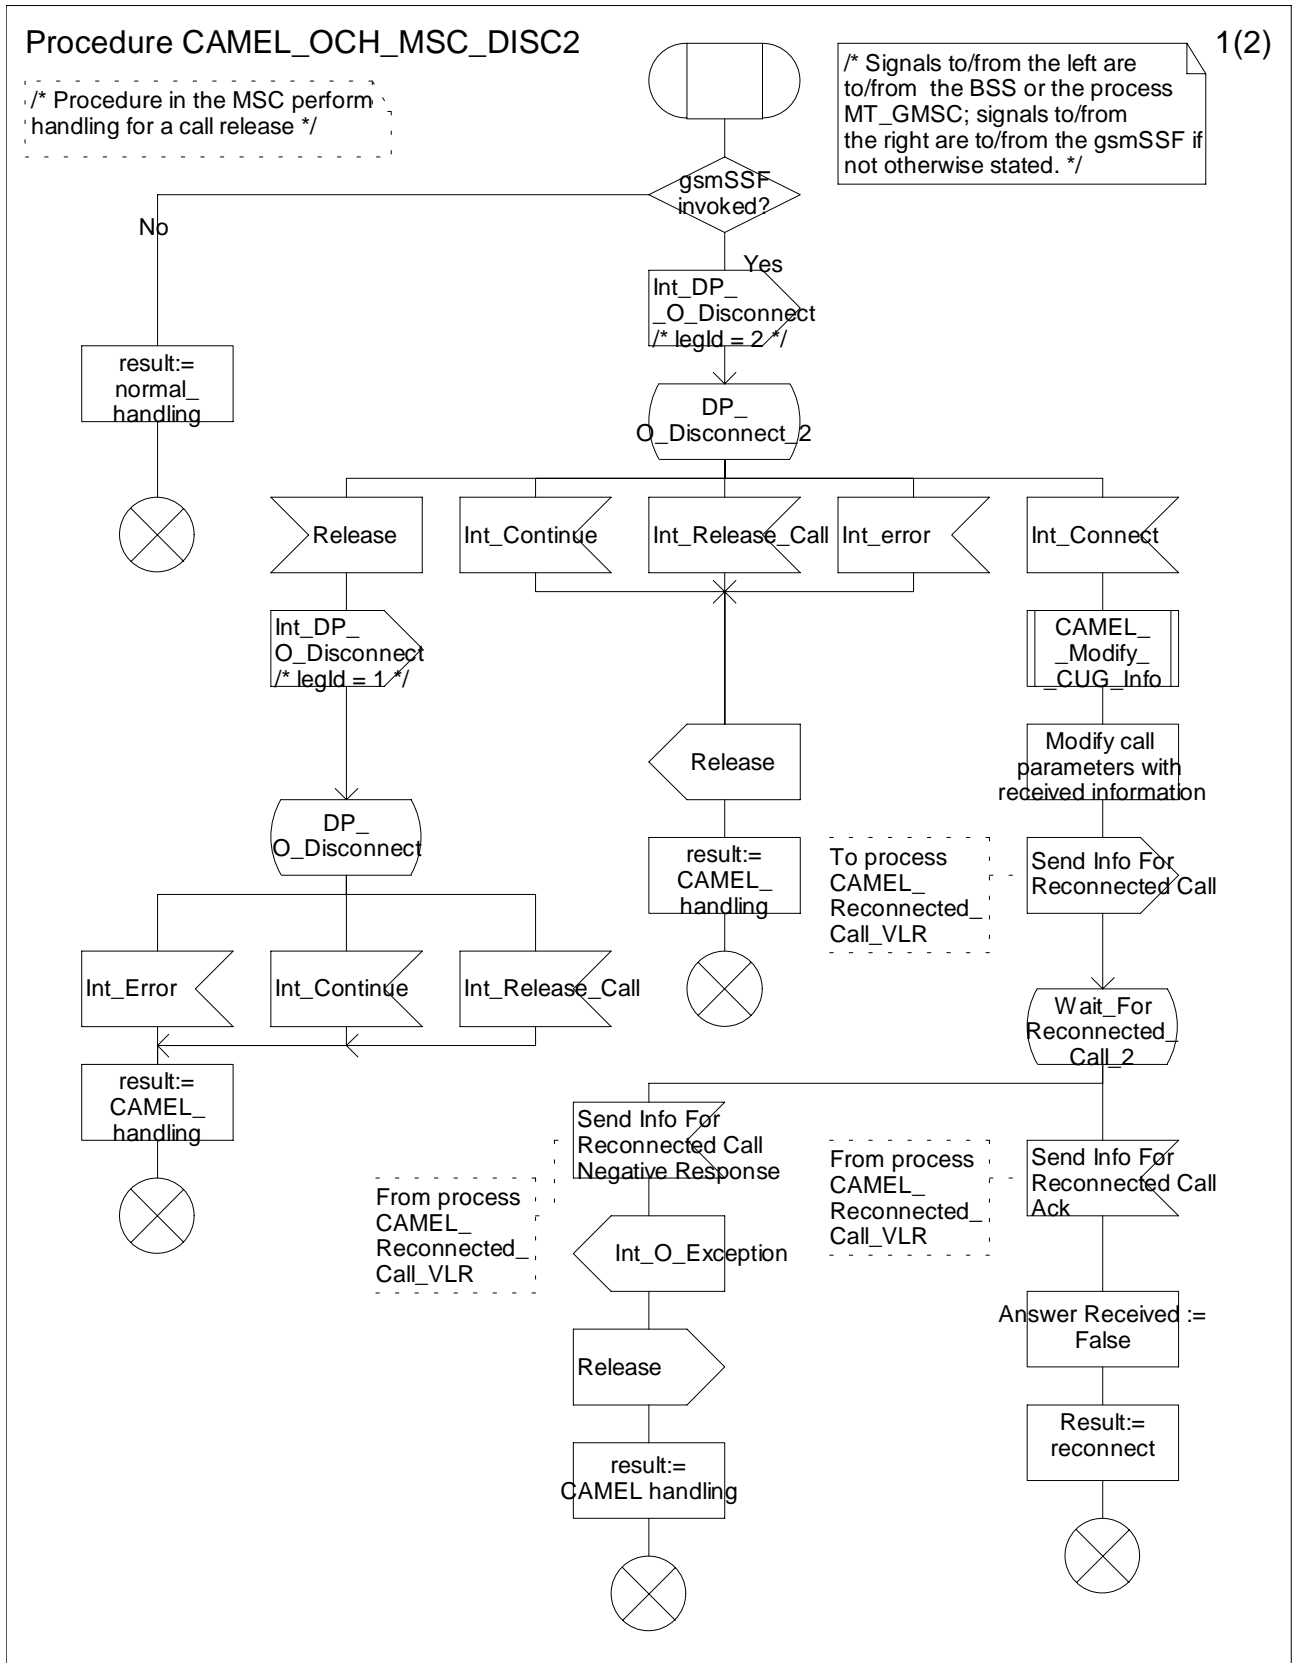 Procedure CAMEL_OCH_MSC_DISC2
1(2)
/* Procedure in the MSC perform
handling for a call release */
/* Signals to/from the left are
to/from  the BSS or the process
MT_GMSC; signals to/from
the right are to/from the gsmSSF if
not otherwise stated. */
gsmSSF
invoked?
No
Yes
Int_DP_
_O_Disconnect
/* legId = 2 */
result:=
normal_
handling
DP_
O_Disconnect_2
Release
Int_Continue
Int_Release_Call
Int_error
Int_Connect
Int_DP_
O_Disconnect
/* legId = 1 */
CAMEL_
_Modify_
_CUG_Info
Release
Modify call
parameters with
received information
DP_
O_Disconnect
result:=
CAMEL_
handling
To process
CAMEL_
Reconnected_
Call_VLR
Send Info For
Reconnected Call
Int_Error
Int_Continue
Int_Release_Call
Wait_For
Reconnected_
Call_2
result:=
CAMEL_
handling
Send Info For
Reconnected Call
Negative Response
From process
CAMEL_
Reconnected_
Call_VLR
From process
CAMEL_
Reconnected_
Call_VLR
Send Info For
Reconnected Call
Ack
Int_O_Exception
Answer Received :=
False
Release
Result:=
reconnect
result:=
CAMEL handling